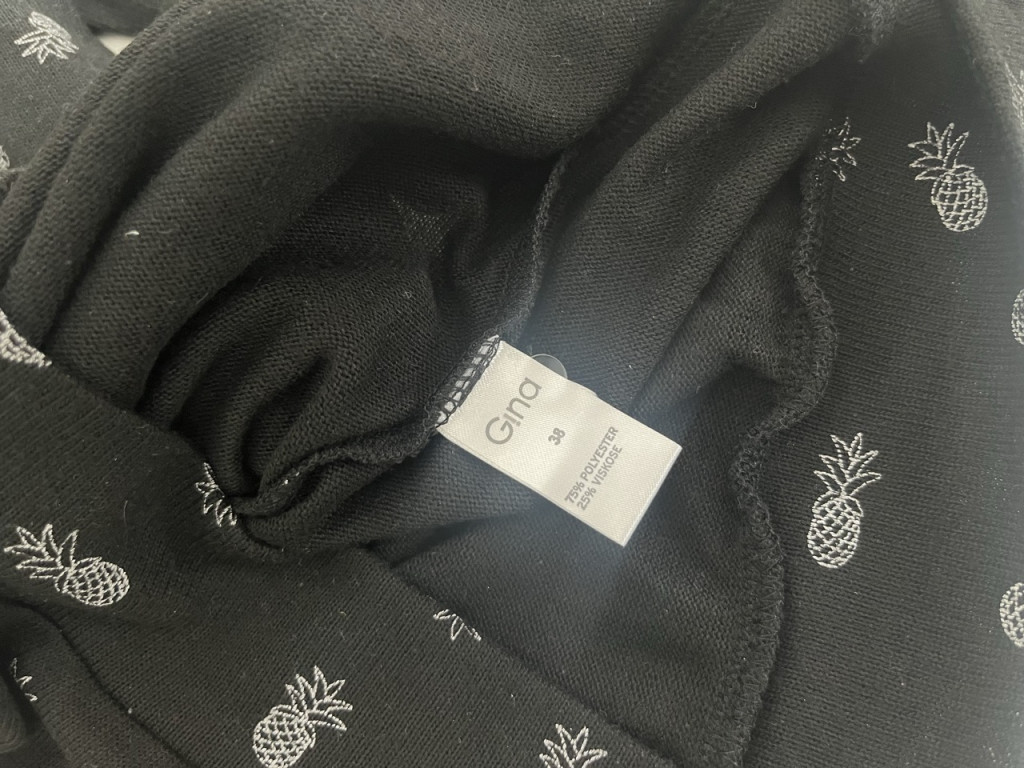 Gina
38
75% POLYESTER
25% VISKOSE